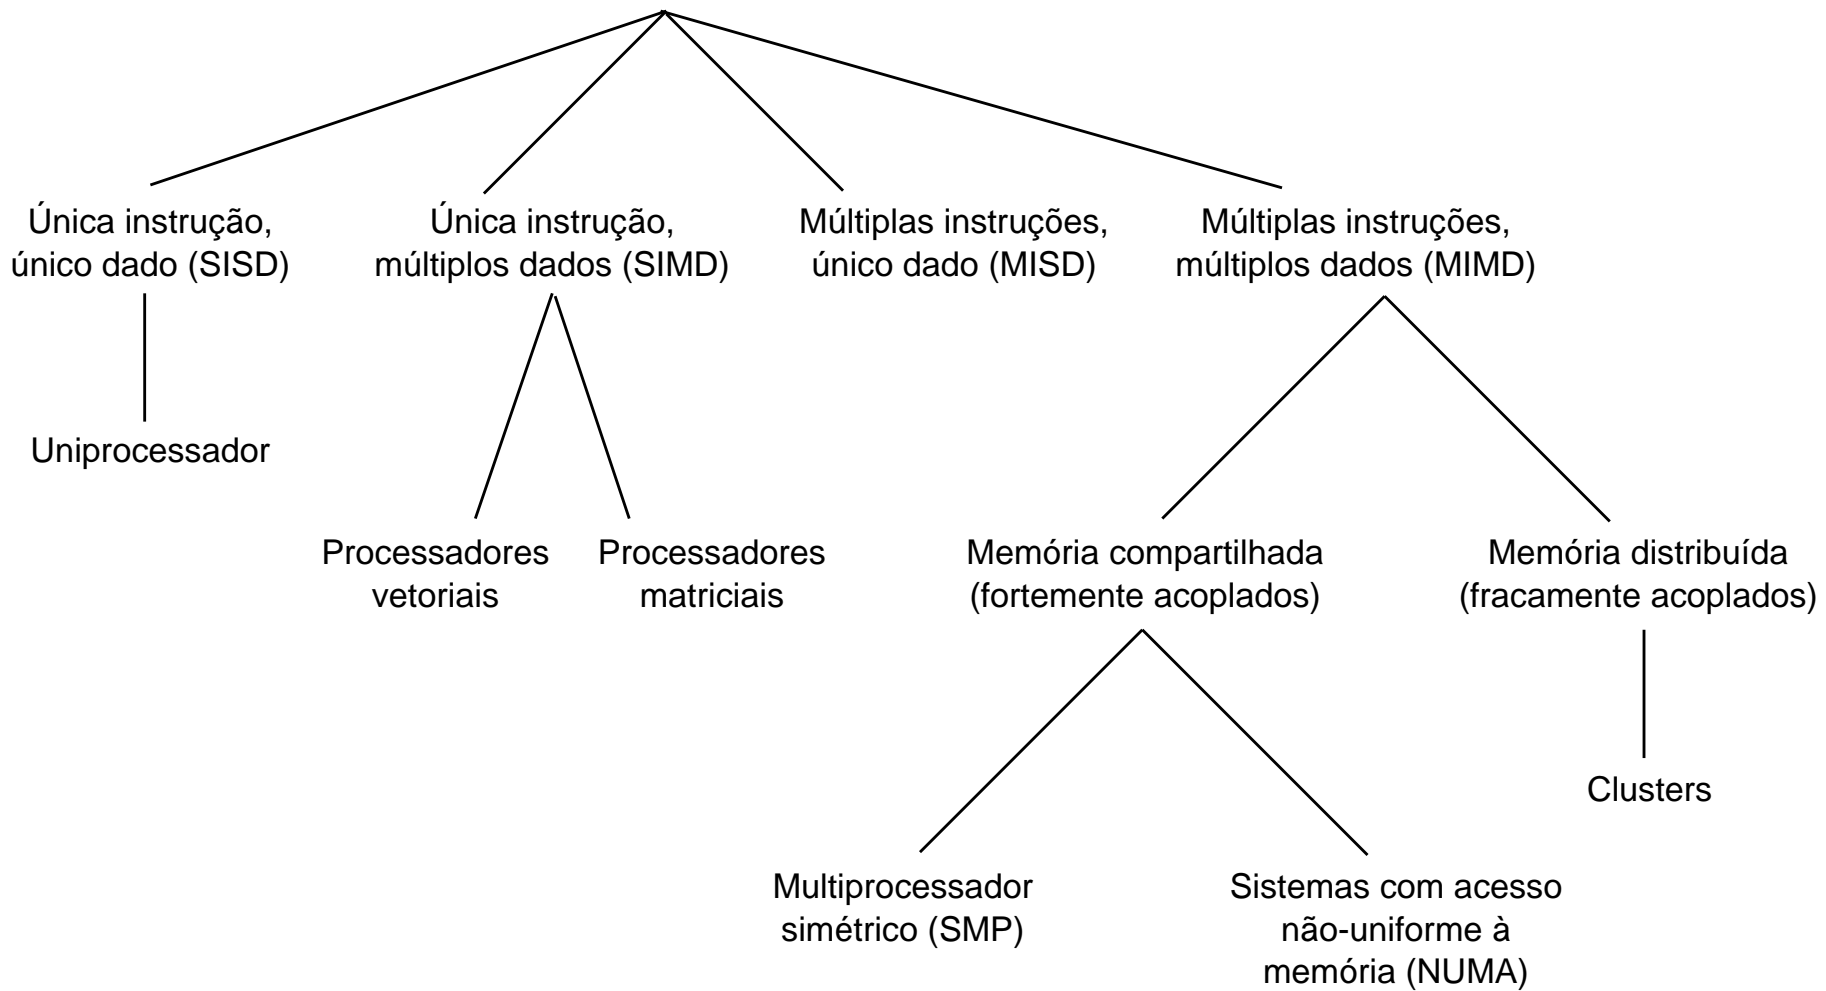 Única instrução,
único dado (SISD)
Única instrução,
múltiplos dados (SIMD)
Múltiplas instruções,
único dado (MISD)
Múltiplas instruções,
múltiplos dados (MIMD)
Uniprocessador
Processadores
vetoriais
Processadores
matriciais
Memória compartilhada
(fortemente acoplados)
Memória distribuída
(fracamente acoplados)
Clusters
Multiprocessador
simétrico (SMP)
Sistemas com acesso
não-uniforme à
memória (NUMA)